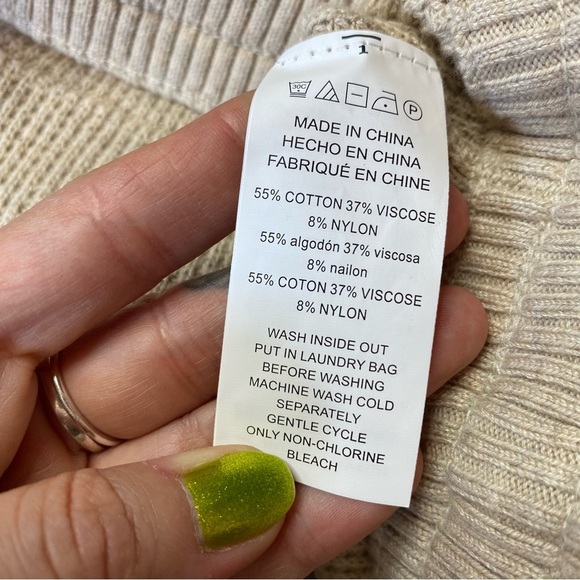 1
30C P
MADE IN CHINA
HECHO EN CHINA
FABRIQUÉ EN CHINE
55% COTTON 37% VISCOSE
8% NYLON
55% algodón 37% viscosa
8% nailon
55% COTON 37% VISCOSE
8% NYLON
WASH INSIDE OUT
PUT IN LAUNDRY BAG
BEFORE WASHING
MACHINE WASH COLD
SEPARATELY
GENTLE CYCLE
ONLY NON-CHLORINE
BLEACH